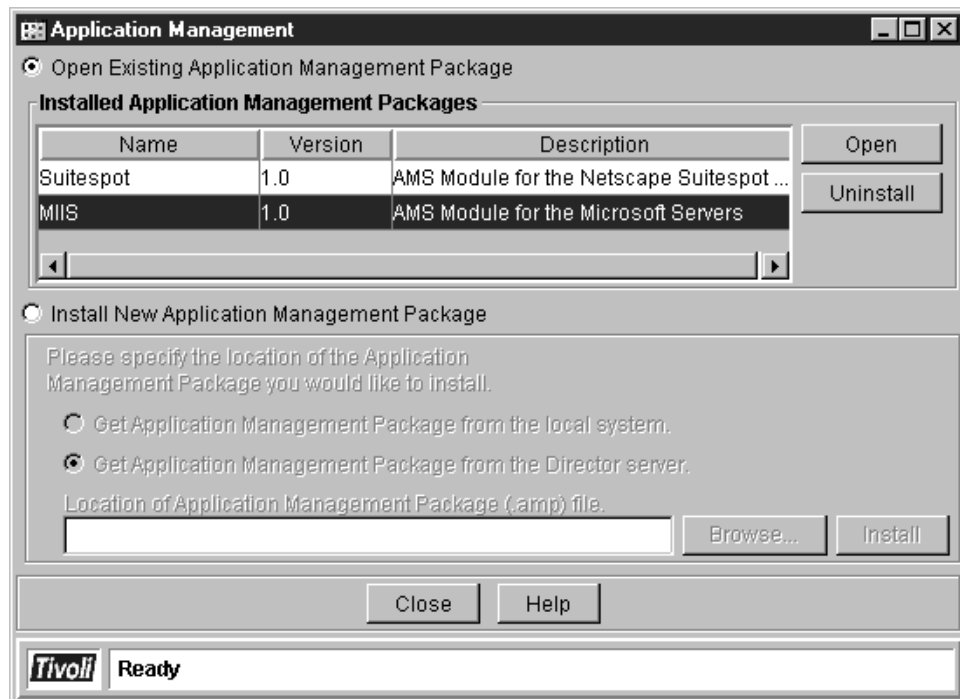 Application Management
Open Existing Application Management Package
Installed Application Management Packages
Name Version Description
Suitespot 1.0 AMS Module for the Netscape Suitespot ...
MIIS 1.0 AMS Module for the Microsoft Servers
Open
Uninstall
Install New Application Management Package
Please specify the location of the Application
Management Package you would like to install.
Get Application Management Package from the local system.
Get Application Management Package from the Director server.
Location of Application Management Package (.amp) file.
Browse... Install
Close Help
Tivoli Ready